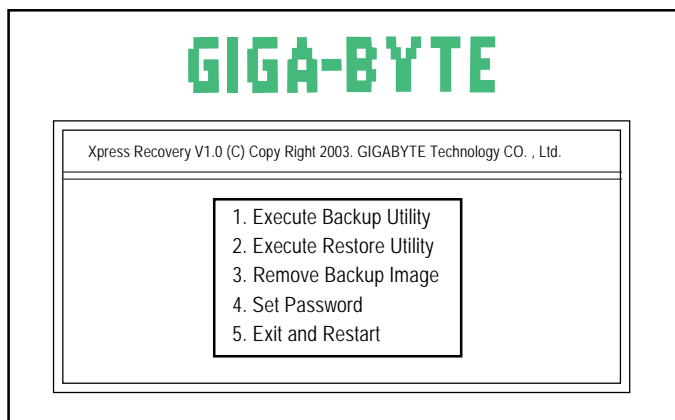 GIGA-BYTE
Xpress Recovery V1.0 (C) Copy Right 2003. GIGABYTE Technology CO. , Ltd.
1. Execute Backup Utility
2. Execute Restore Utility
3. Remove Backup Image
4. Set Password
5. Exit and Restart